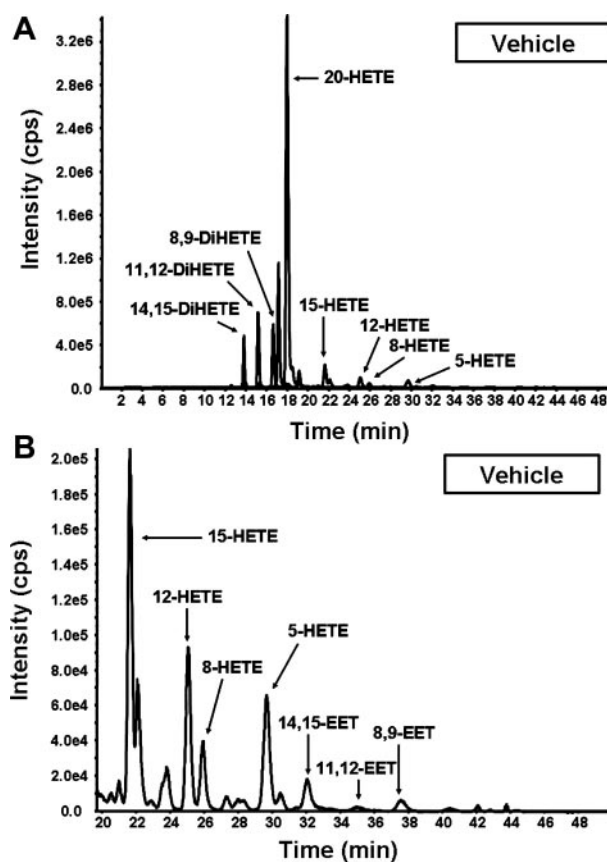 A
Vehicle
3.2e6
2.8e6
2.4e6
2.0e6
1.6e6
1.2e6
8.0e5
4.0e5
0.0
Intensity (cps)
20-HETE
8,9-DiHETE
11,12-DiHETE
14,15-DiHETE
15-HETE
12-HETE
8-HETE
5-HETE
2 4 6 8 10 12 14 16 18 20 22 24 26 28 30 32 34 36 38 40 42 44 46 48
Time (min)
B
Vehicle
2.0e5
1.8e5
1.6e5
1.4e5
1.2e5
1.0e5
8.0e4
6.0e4
4.0e4
2.0e4
0.0
Intensity (cps)
15-HETE
12-HETE
8-HETE
5-HETE
14,15-EET
11,12-EET
8,9-EET
20 22 24 26 28 30 32 34 36 38 40 42 44 46 48
Time (min)